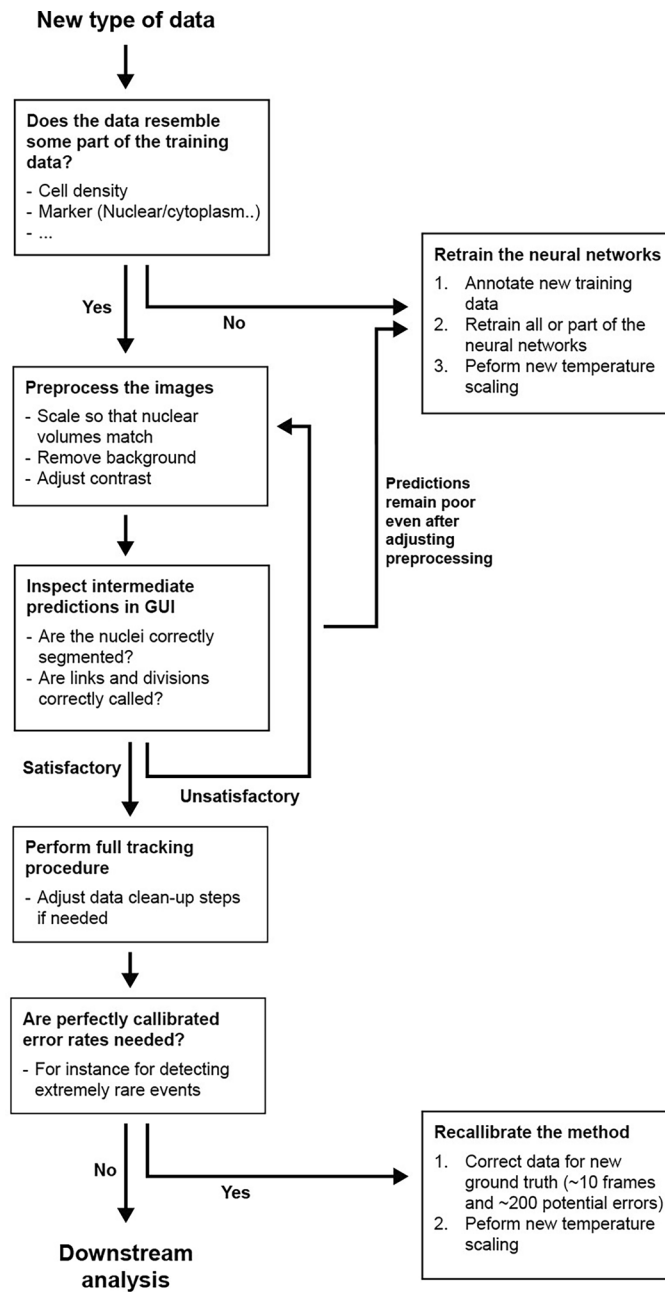 New type of data
Does the data resemble
some part of the training
data?
- Cell density
- Marker (Nuclear/cytoplasm..)
- ...
Yes
No
Retrain the neural networks
1. Annotate new training
data
2. Retrain all or part of the
neural networks
3. Peform new temperature
scaling
Preprocess the images
- Scale so that nuclear
volumes match
- Remove background
- Adjust contrast
Predictions
remain poor
even after
adjusting
preprocessing
Inspect intermediate
predictions in GUI
- Are the nuclei correctly
segmented?
- Are links and divisions
correctly called?
Satisfactory
Unsatisfactory
Perform full tracking
procedure
- Adjust data clean-up steps
if needed
Are perfectly callibrated
error rates needed?
- For instance for detecting
extremely rare events
No
Yes
Recallibrate the method
1. Correct data for new
ground truth (~10 frames
and ~200 potential errors)
2. Peform new temperature
scaling
Downstream
analysis